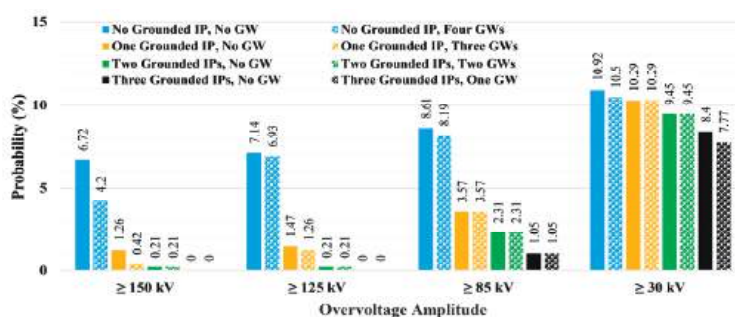 15
10
5
0
Probability (%)
No Grounded IP, No GW
No Grounded IP, Four GWs
One Grounded IP, No GW
One Grounded IP, Three GWs
Two Grounded IPs, No GW
Two Grounded IPs, Two GWs
Three Grounded IPs, No GW
Three Grounded IPs, One GW
6.72
4.2
1.26
0.42
0.21
0.21
0
0
7.14
6.93
1.47
1.26
0.21
0.21
0
0
8.61
8.19
3.57
3.57
2.31
2.31
1.05
1.05
10.92
10.5
10.29
10.29
9.45
9.45
8.4
7.77
≥ 150 kV
≥ 125 kV
≥ 85 kV
≥ 30 kV
Overvoltage Amplitude